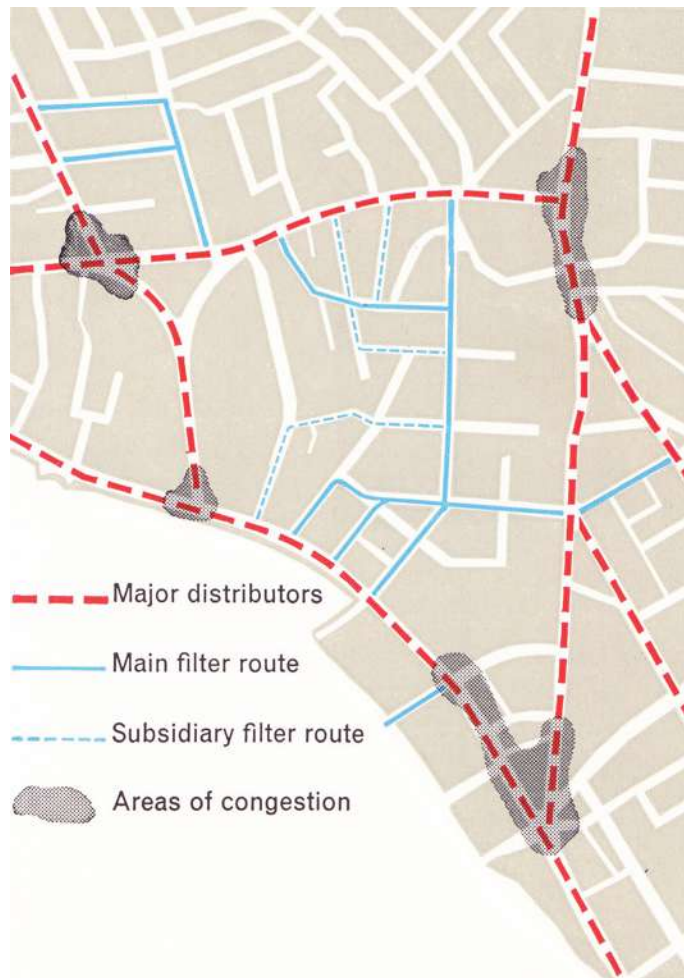 Major distributors
Main filter route
Subsidiary filter route
Areas of congestion